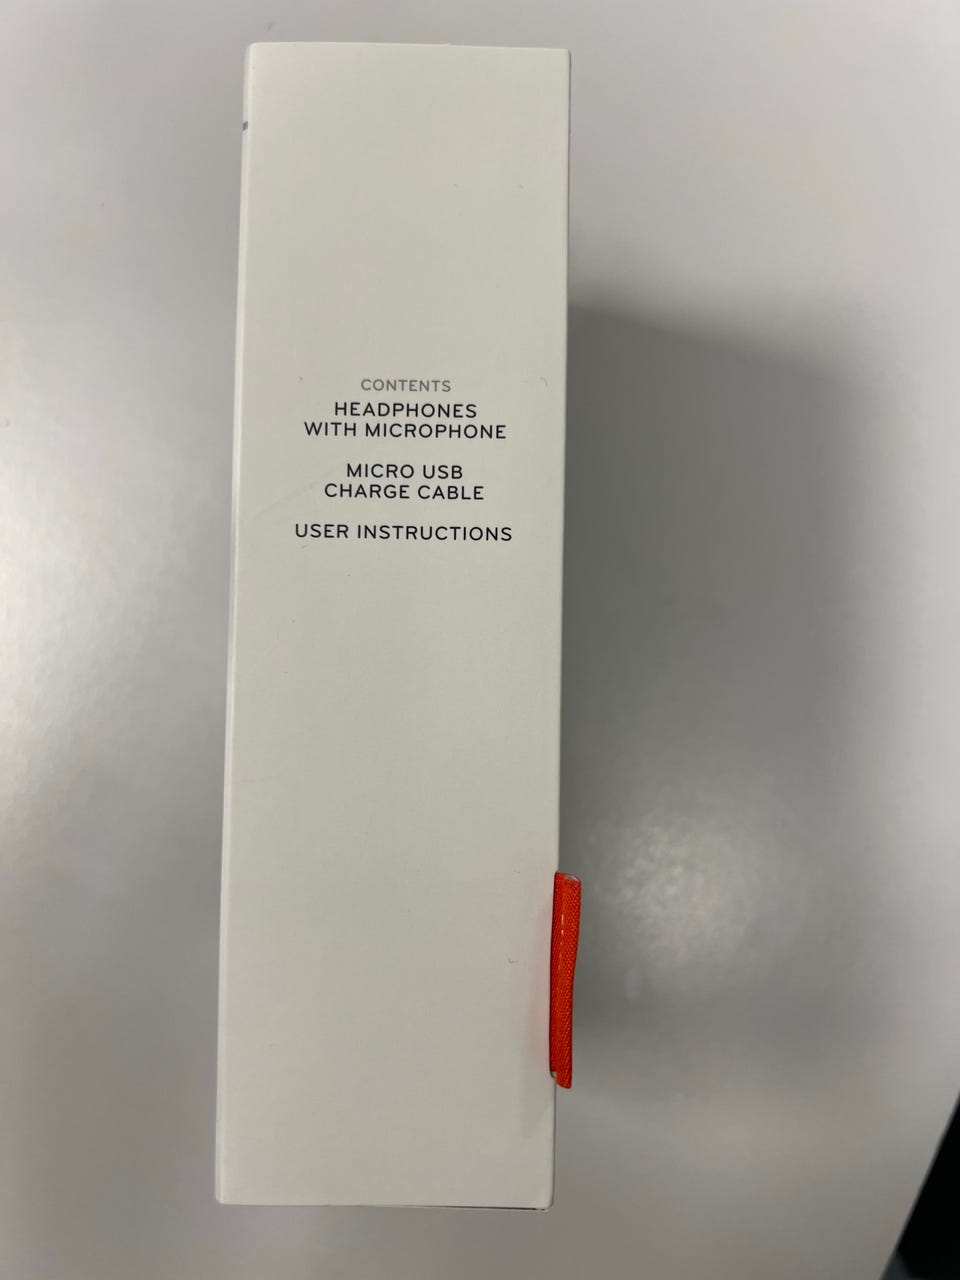 CONTENTS
HEADPHONES
WITH MICROPHONE
MICRO USB
CHARGE CABLE
USER INSTRUCTIONS